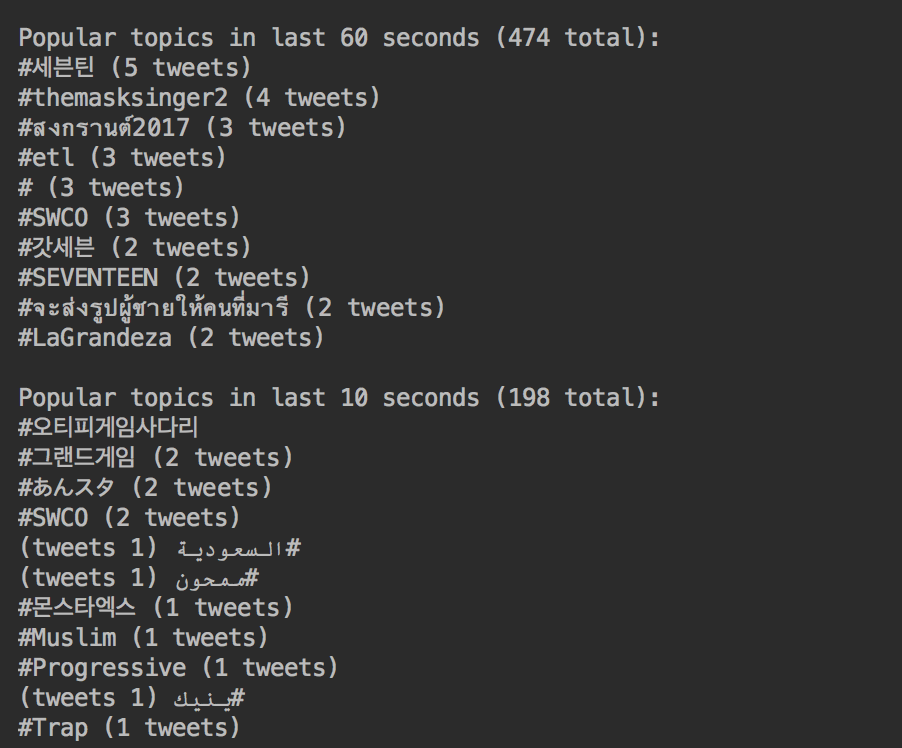 Popular topics in last 60 seconds (474 total):
#세븐틴 (5 tweets)
#themasksinger2 (4 tweets)
#สงกรานต์2017 (3 tweets)
#etl (3 tweets)
# (3 tweets)
#SWCO (3 tweets)
#갓세븐 (2 tweets)
#SEVENTEEN (2 tweets)
#จะส่งรูปผู้ชายให้คนที่มารี (2 tweets)
#LaGrandeza (2 tweets)
Popular topics in last 10 seconds (198 total):
#오티피게임사다리
#그랜드게임 (2 tweets)
#あんスタ (2 tweets)
#SWCO (2 tweets)
#السعودية (1 tweets)
#ممحون (1 tweets)
#몬스타엑스 (1 tweets)
#Muslim (1 tweets)
#Progressive (1 tweets)
#ينيك (1 tweets)
#Trap (1 tweets)